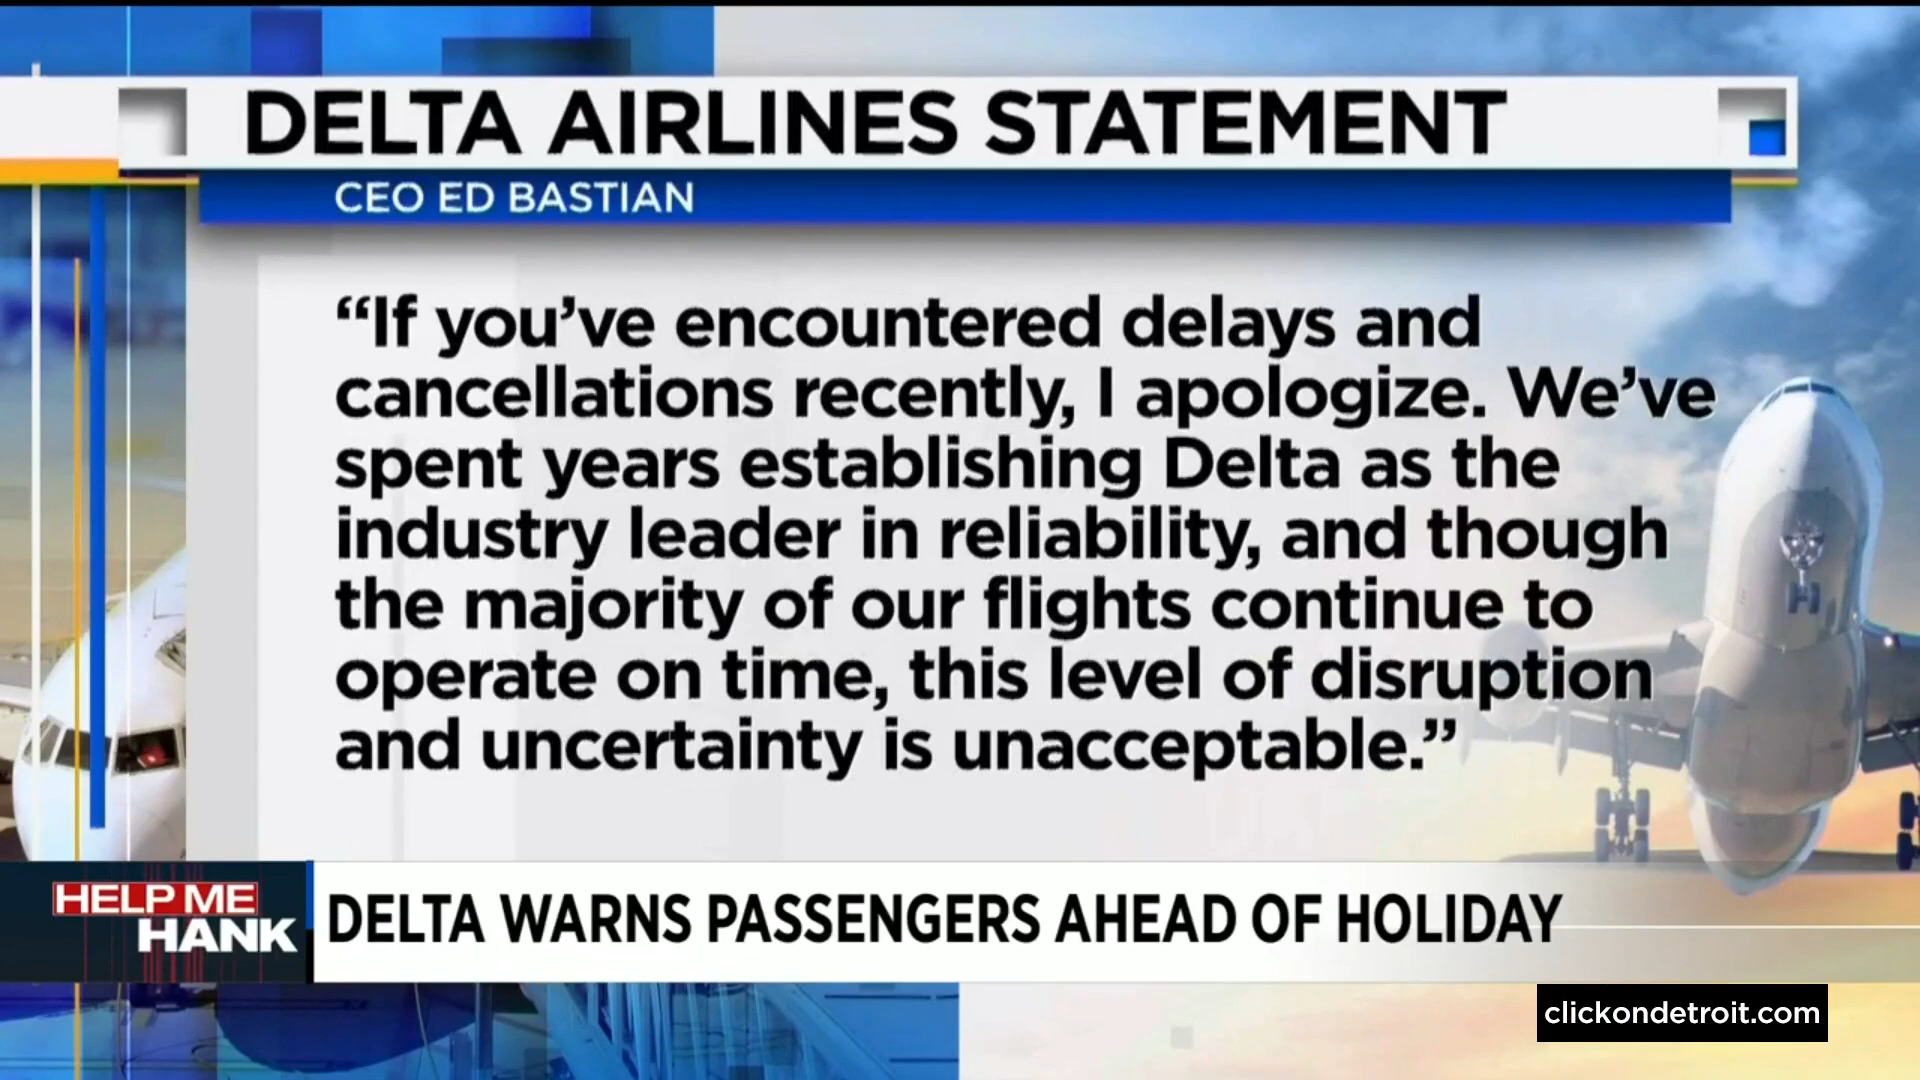 DELTA AIRLINES STATEMENT
CEO ED BASTIAN
“If you’ve encountered delays and
cancellations recently, I apologize. We’ve
spent years establishing Delta as the
industry leader in reliability, and though
the majority of our flights continue to
operate on time, this level of disruption
and uncertainty is unacceptable.”
HELP ME
HANK
DELTA WARNS PASSENGERS AHEAD OF HOLIDAY
clickondetroit.com